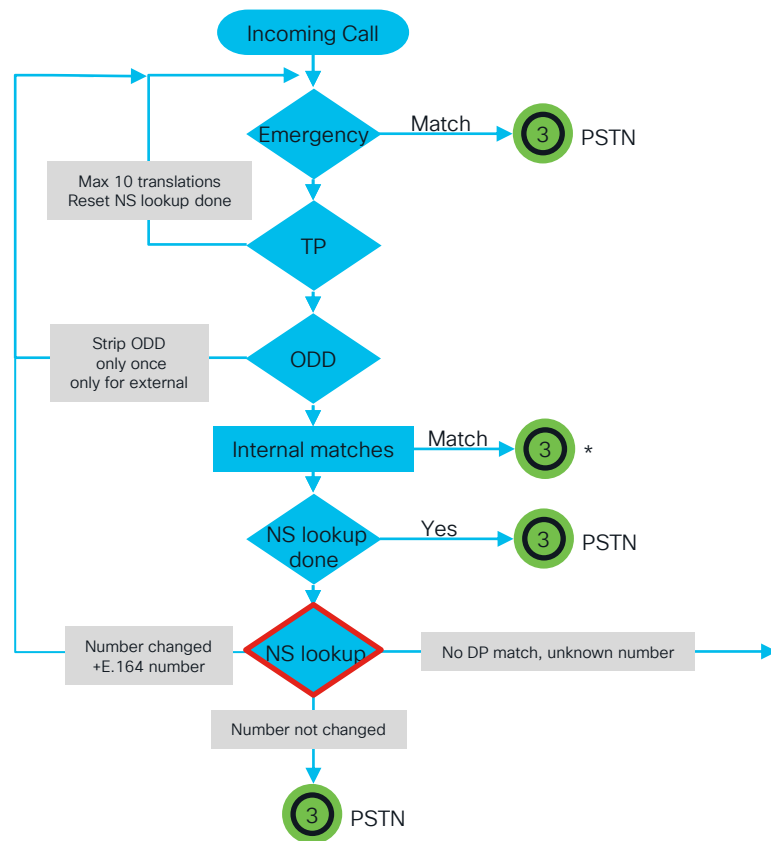 Incoming Call
Emergency
Match
3
PSTN
Max 10 translations
Reset NS lookup done
TP
Strip ODD
only once
only for external
ODD
Internal matches
Match
3
*
NS lookup
done
Yes
3
PSTN
Number changed
+E.164 number
NS lookup
No DP match, unknown number
Number not changed
3
PSTN